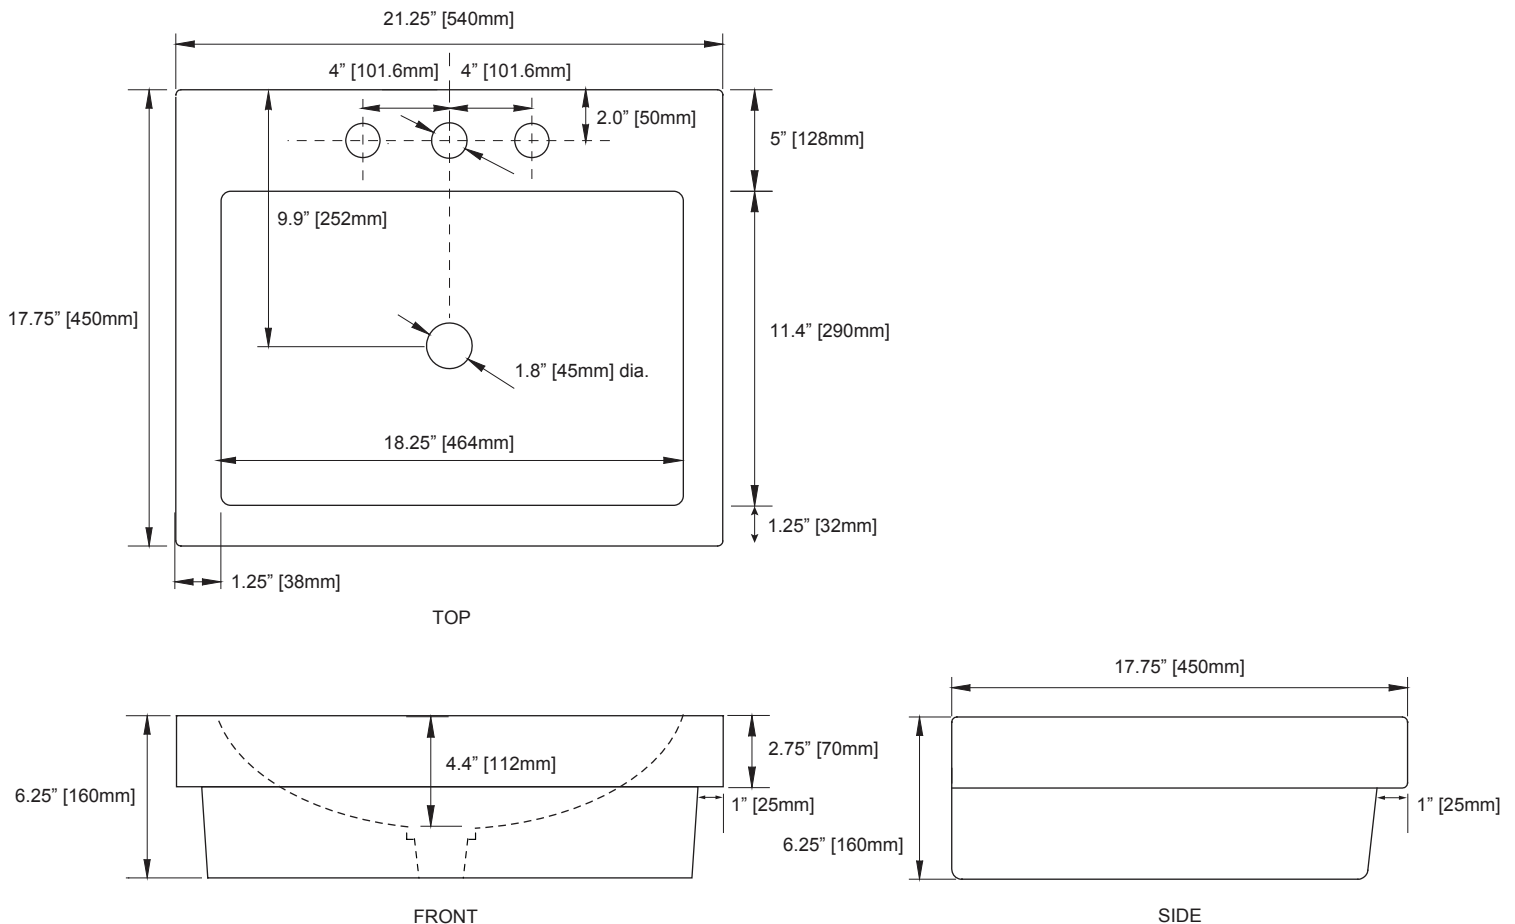 21.25” [540mm]
4” [101.6mm] 4” [101.6mm]
2.0” [50mm]
5” [128mm]
9.9” [252mm]
17.75” [450mm]
11.4” [290mm]
1.8” [45mm] dia.
18.25” [464mm]
1.25” [32mm]
1.25” [38mm]
TOP
17.75” [450mm]
2.75” [70mm]
4.4” [112mm]
6.25” [160mm]
1” [25mm]
1” [25mm]
6.25” [160mm]
FRONT
SIDE